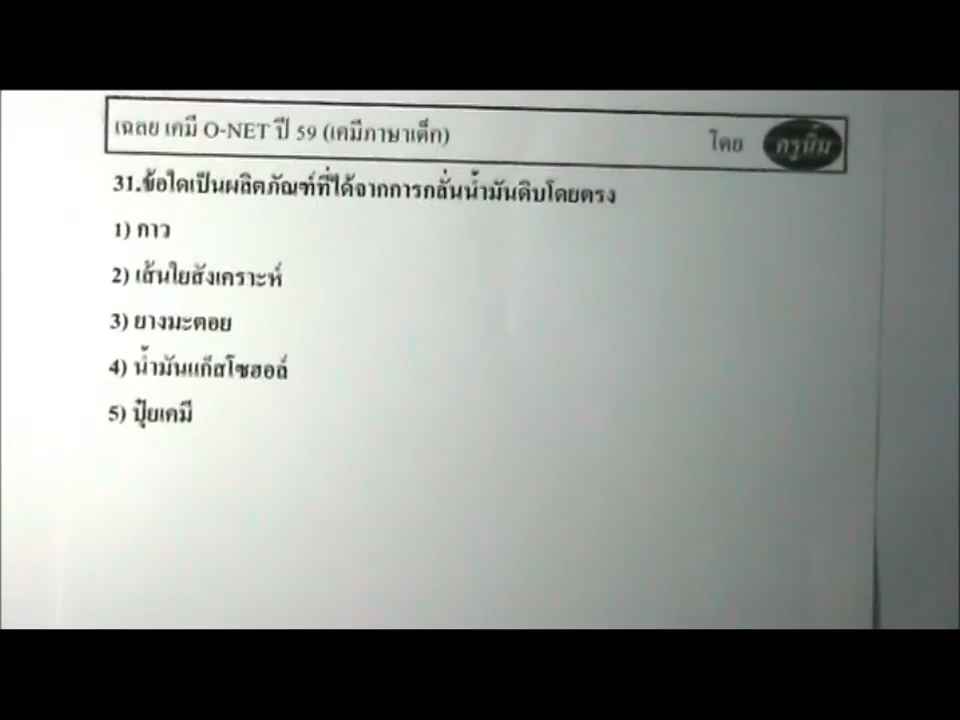 เฉลย เคมี O-NET ปี 59 (เคมีภาษาเด็ก) โดย ครูนิ่ม
31.ข้อใดเป็นผลิตภัณฑ์ที่ได้จากการกลั่นน้ำมันดิบโดยตรง
1) กาว
2) เส้นใยสังเคราะห์
3) ยางมะตอย
4) น้ำมันแก๊สโซฮอล์
5) ปุ๋ยเคมี